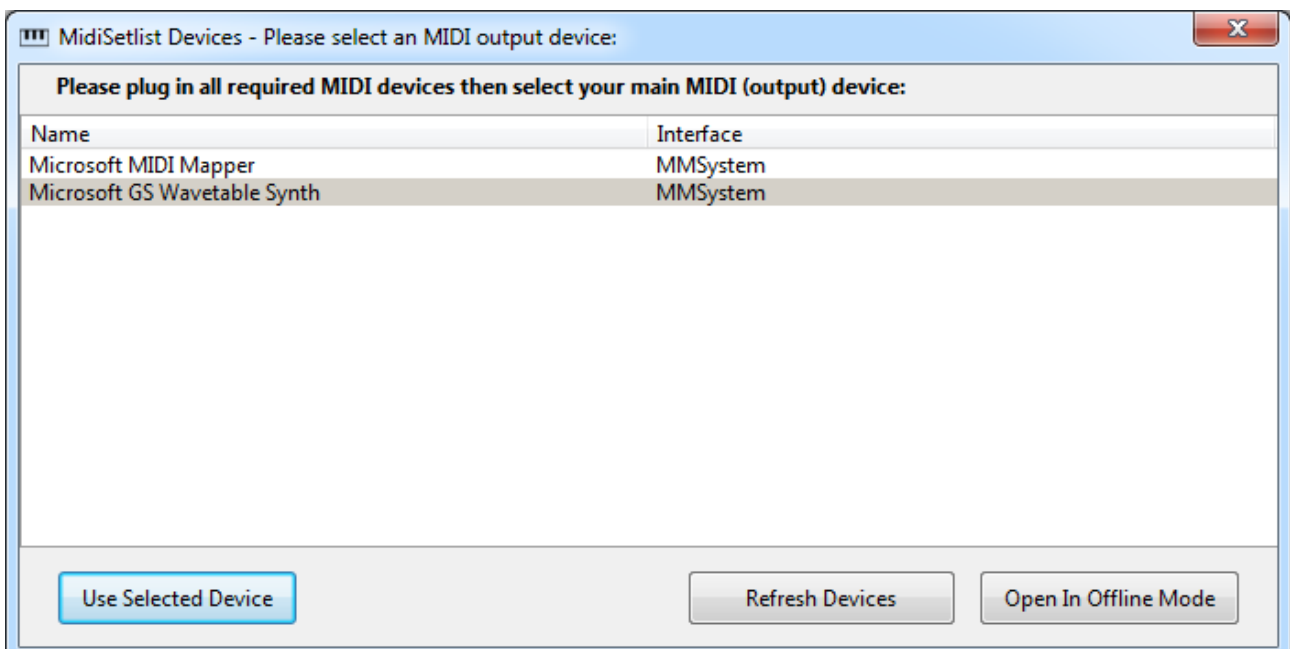 MidiSetlist Devices - Please select an MIDI output device:
Please plug in all required MIDI devices then select your main MIDI (output) device:
Name Interface
Microsoft MIDI Mapper MMSystem
Microsoft GS Wavetable Synth MMSystem
Use Selected Device Refresh Devices Open In Offline Mode